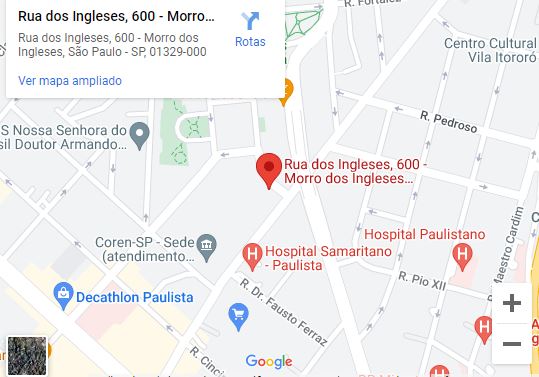 Rua dos Ingleses, 600 - Morro...
Rua dos Ingleses, 600 - Morro dos
Ingleses, São Paulo - SP, 01329-000
Rotas
Ver mapa ampliado
Centro Cultural
Vila Itororó
R. Pedroso
S Nossa Senhora do
sil Doutor Armando...
Rua dos Ingleses, 600 -
Morro dos Ingleses...
Coren-SP - Sede
(atendimento...
Hospital Samaritano
- Paulista
Hospital Paulistano
R. Maestro Cardim
R. Pio XII
Decathlon Paulista
R. Dr. Fausto Ferraz
R. Cinc
Google